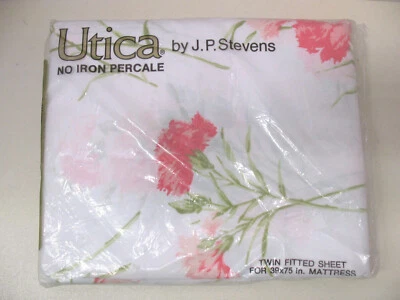 Utica® by J.P. Stevens
NO IRON PERCALE
TWIN FITTED SHEET
FOR 39x75 in. MATTRESS